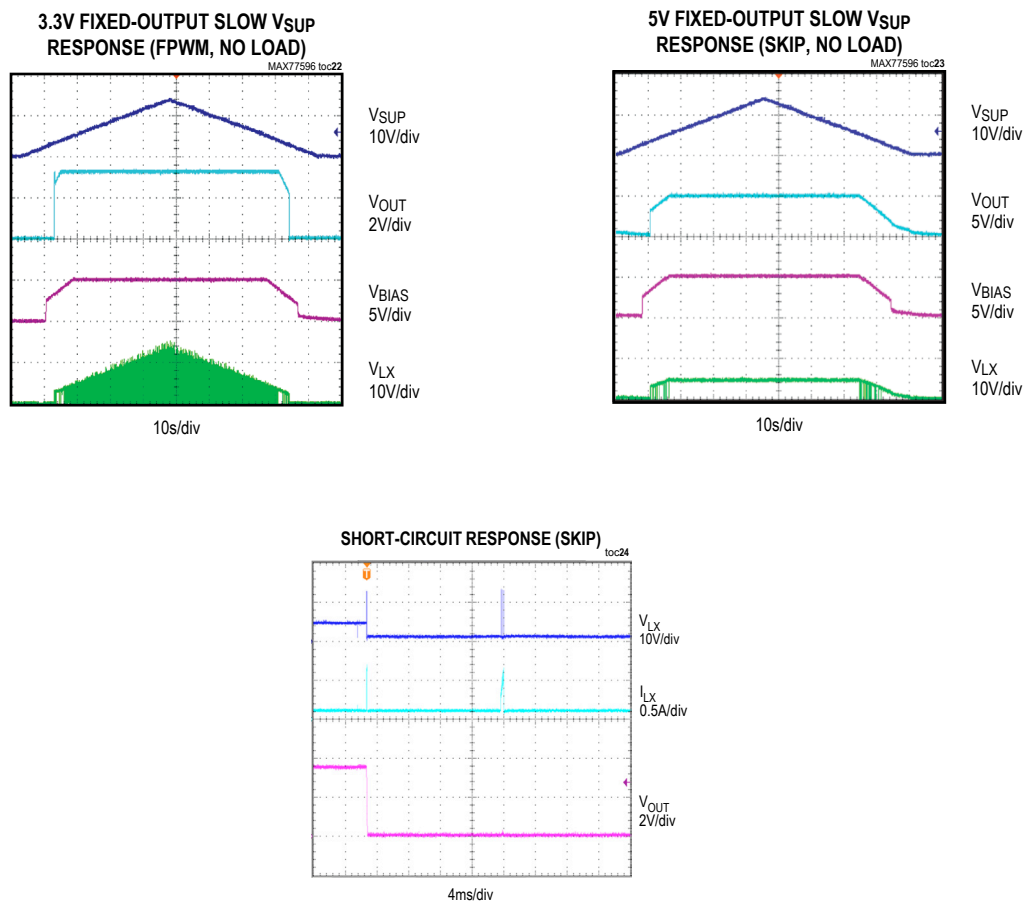 3.3V FIXED-OUTPUT SLOW VSUP
RESPONSE (FPWM, NO LOAD)
MAX77596 toc22
VSUP
10V/div
VOUT
2V/div
VBIAS
5V/div
VLX
10V/div
10s/div
5V FIXED-OUTPUT SLOW VSUP
RESPONSE (SKIP, NO LOAD)
MAX77596 toc23
VSUP
10V/div
VOUT
5V/div
VBIAS
5V/div
VLX
10V/div
10s/div
SHORT-CIRCUIT RESPONSE (SKIP)
toc24
T
VLX
10V/div
ILX
0.5A/div
VOUT
2V/div
4ms/div